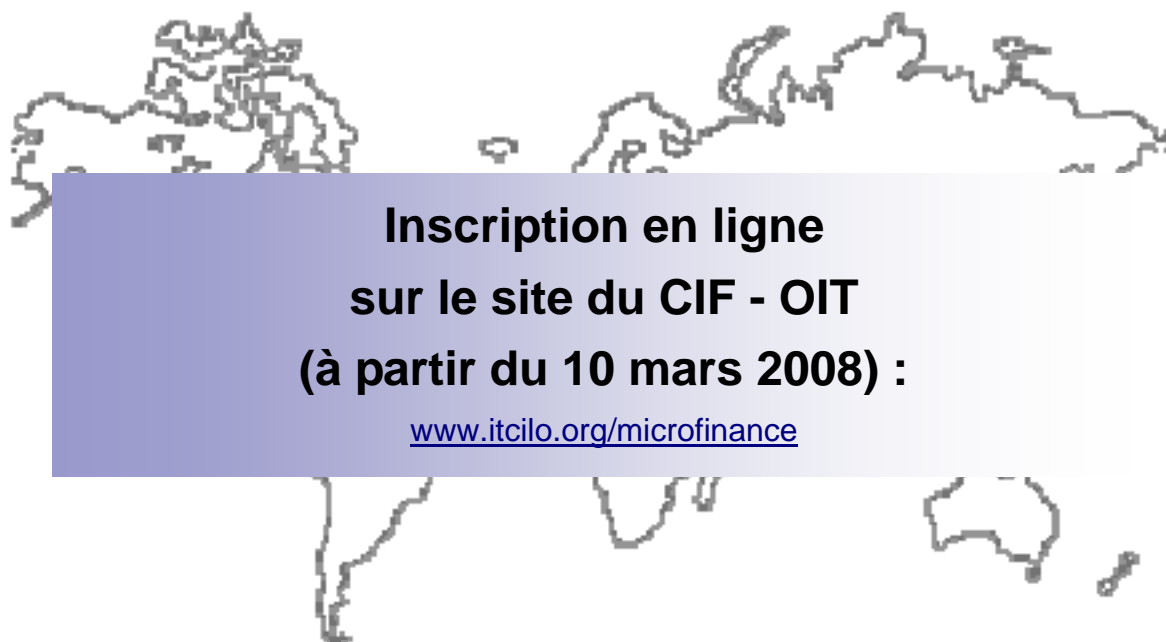 Inscription en ligne
sur le site du CIF - OIT
(à partir du 10 mars 2008) :
www.itcilo.org/microfinance